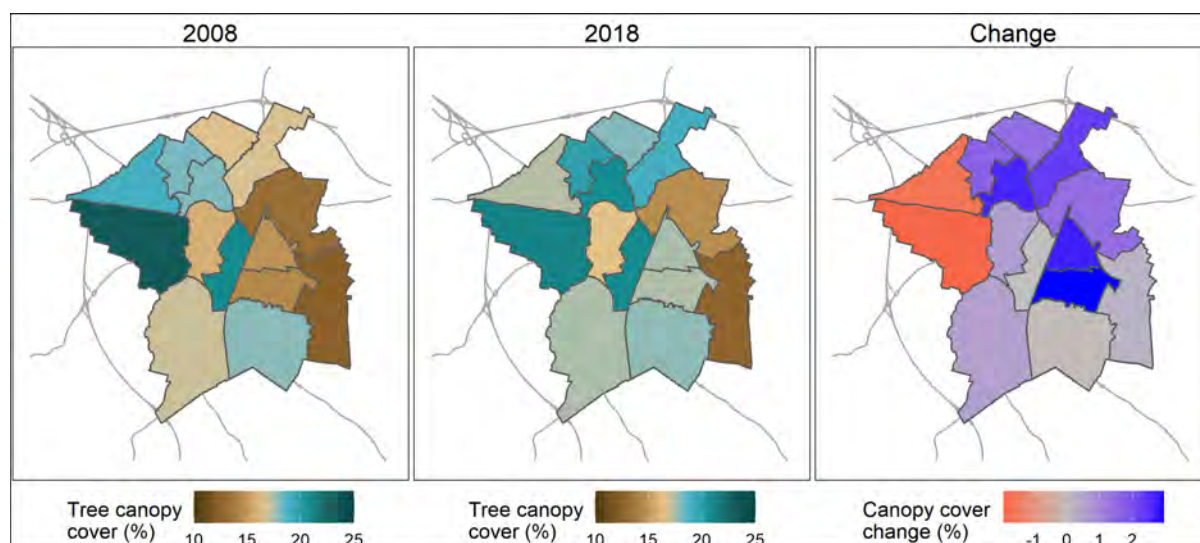 2008
2018
Change
Tree canopy
cover (%)
10 15 20 25
Tree canopy
cover (%)
10 15 20 25
Canopy cover
change (%)
-1 0 1 2